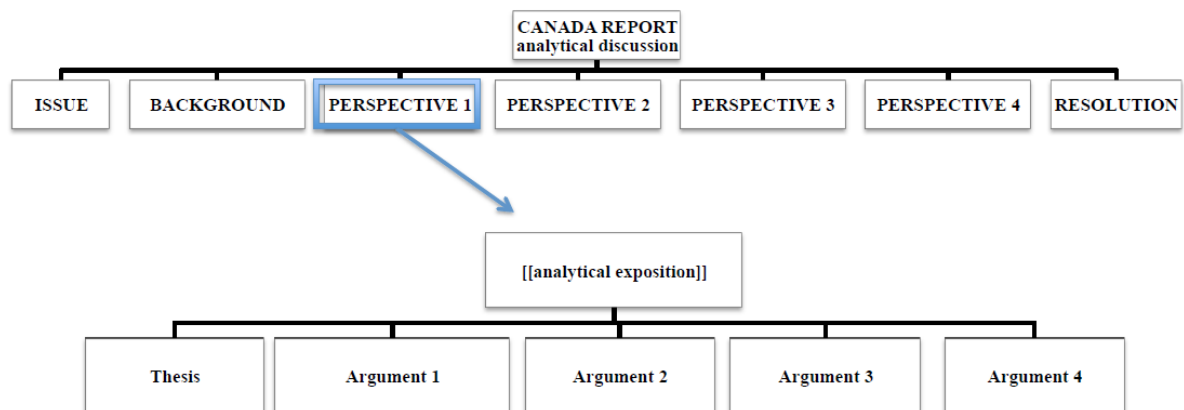 CANADA REPORT
analytical discussion
ISSUE
BACKGROUND
PERSPECTIVE 1
PERSPECTIVE 2
PERSPECTIVE 3
PERSPECTIVE 4
RESOLUTION
[[analytical exposition]]
Thesis
Argument 1
Argument 2
Argument 3
Argument 4